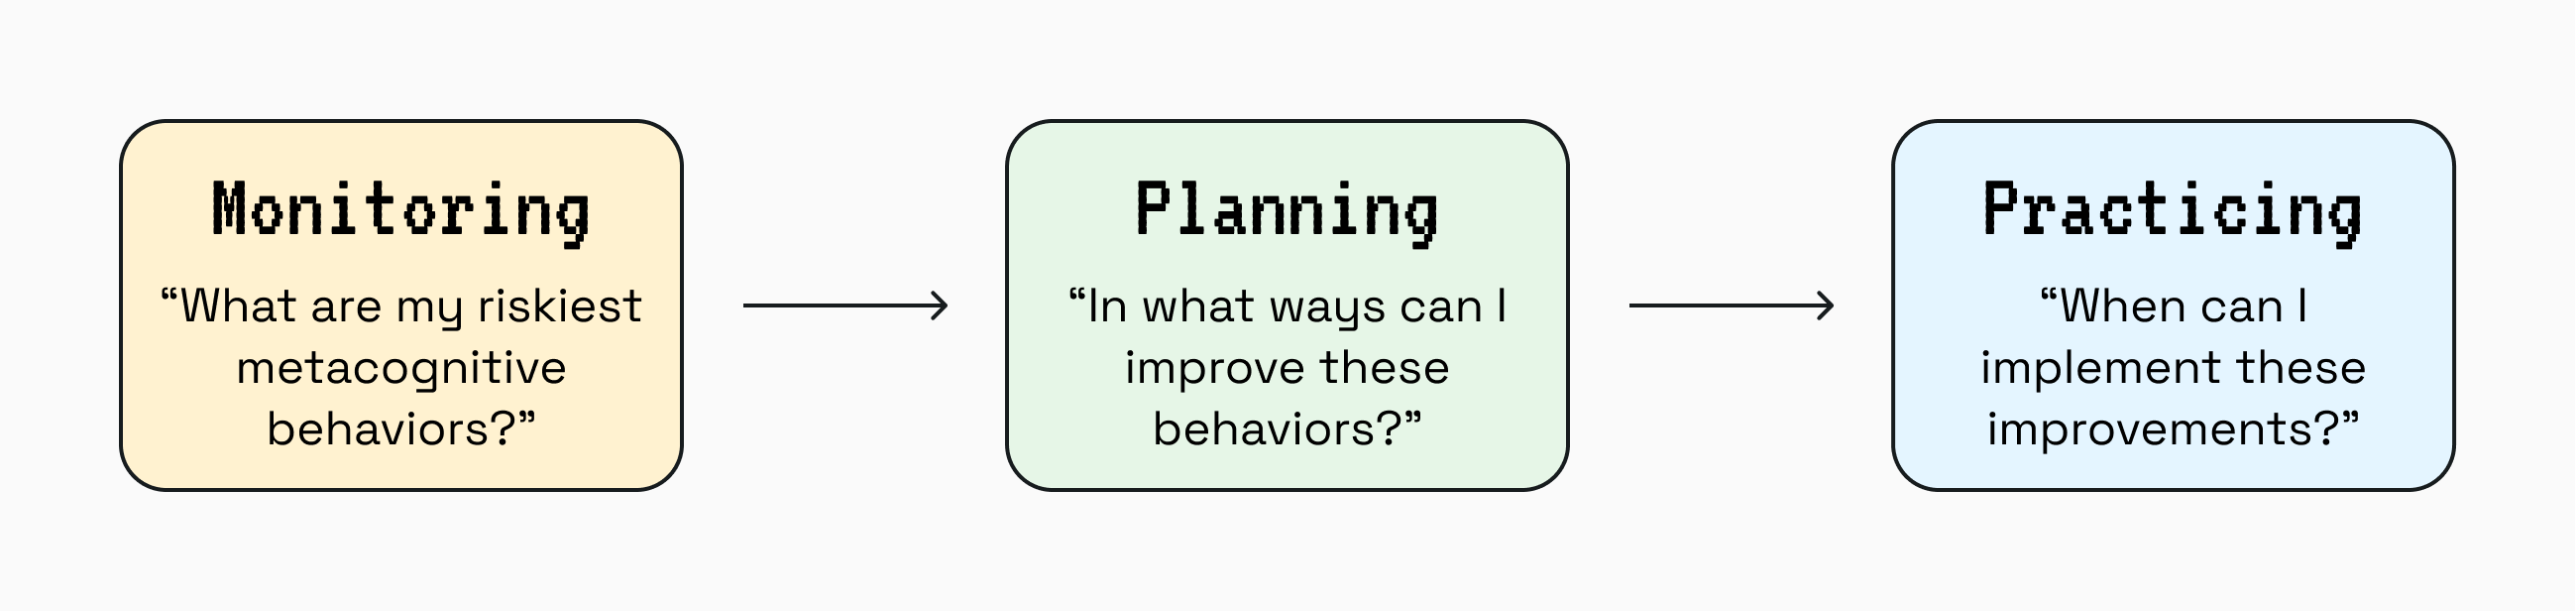 Monitoring
“What are my riskiest
metacognitive
behaviors?”
Planning
“In what ways can I
improve these
behaviors?”
Practicing
“When can I
implement these
improvements?”